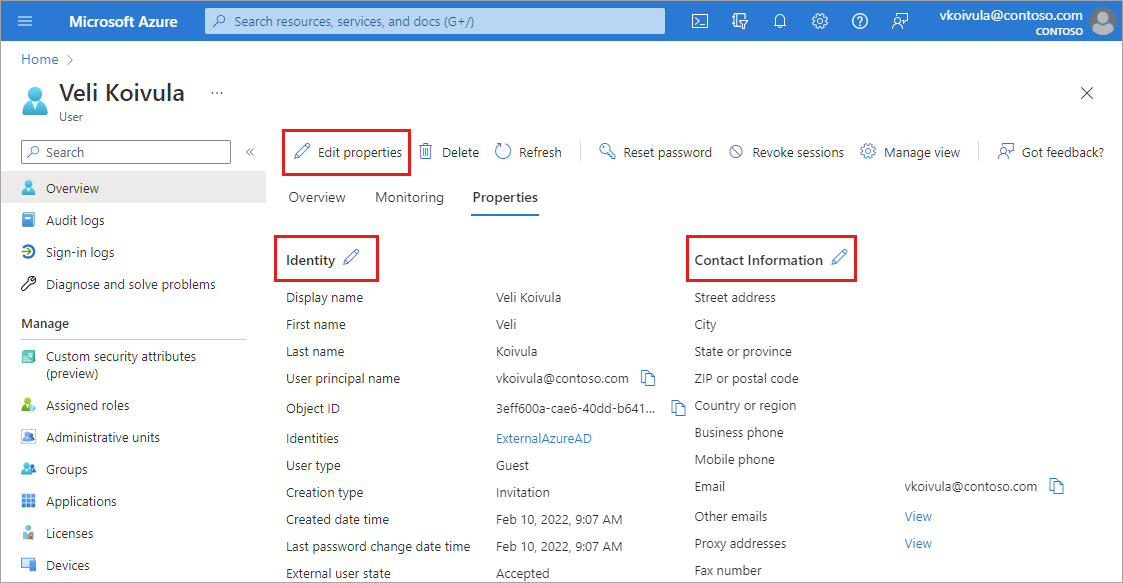 Microsoft Azure
Search resources, services, and docs (G+/)
vkoivula@contoso.com
CONTOSO
Home
Veli Koivula
...
User
Search
Overview
Audit logs
Sign-in logs
Diagnose and solve problems
Manage
Custom security attributes
(preview)
Assigned roles
Administrative units
Groups
Applications
Licenses
Devices
Edit properties
Delete
Refresh
Reset password
Revoke sessions
Manage view
Got feedback?
Overview
Monitoring
Properties
Identity
Display name Veli Koivula
First name Veli
Last name Koivula
User principal name vkoivula@contoso.com
Object ID 3eff600a-cae6-40dd-b641...
Identities ExternalAzureAD
User type Guest
Creation type Invitation
Created date time Feb 10, 2022, 9:07 AM
Last password change date time Feb 10, 2022, 9:07 AM
External user state Accepted
Contact Information
Street address
City
State or province
ZIP or postal code
Country or region
Business phone
Mobile phone
Email vkoivula@contoso.com
Other emails View
Proxy addresses View
Fax number